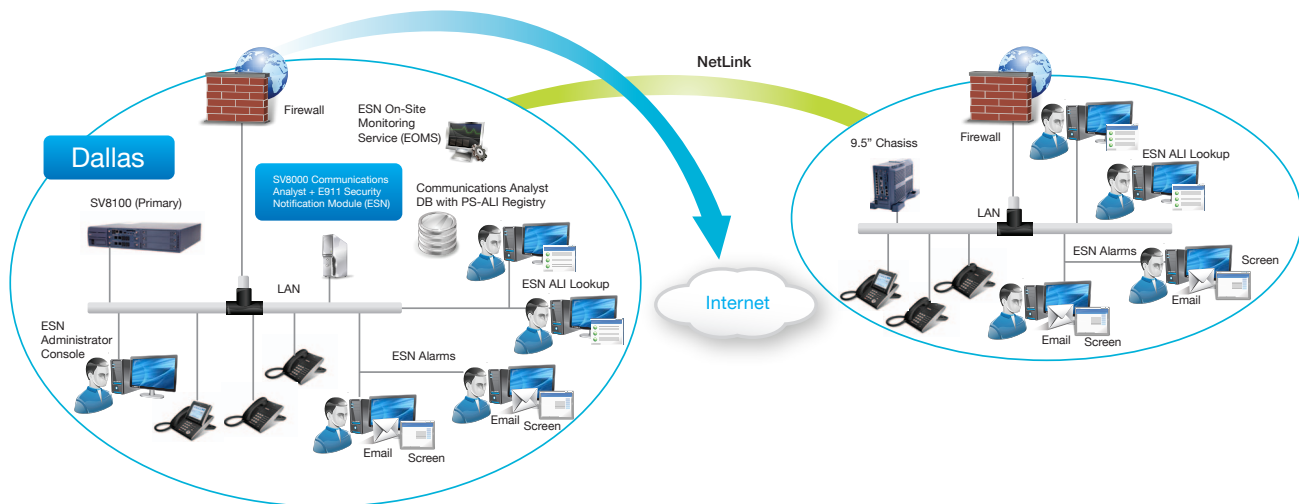 NetLink
Firewall
ESN On-Site
Monitoring
Service (EOMS)
Dallas
SV8000 Communications
Analyst + E911 Security
Notification Module (ESN)
Communications Analyst
DB with PS-ALI Registry
SV8100 (Primary)
LAN
ESN ALI Lookup
ESN
Administrator
Console
ESN Alarms
Email
Screen
Email
Screen
Internet
Firewall
9.5" Chasiss
ESN ALI Lookup
LAN
ESN Alarms
Screen
Email
Screen
Email